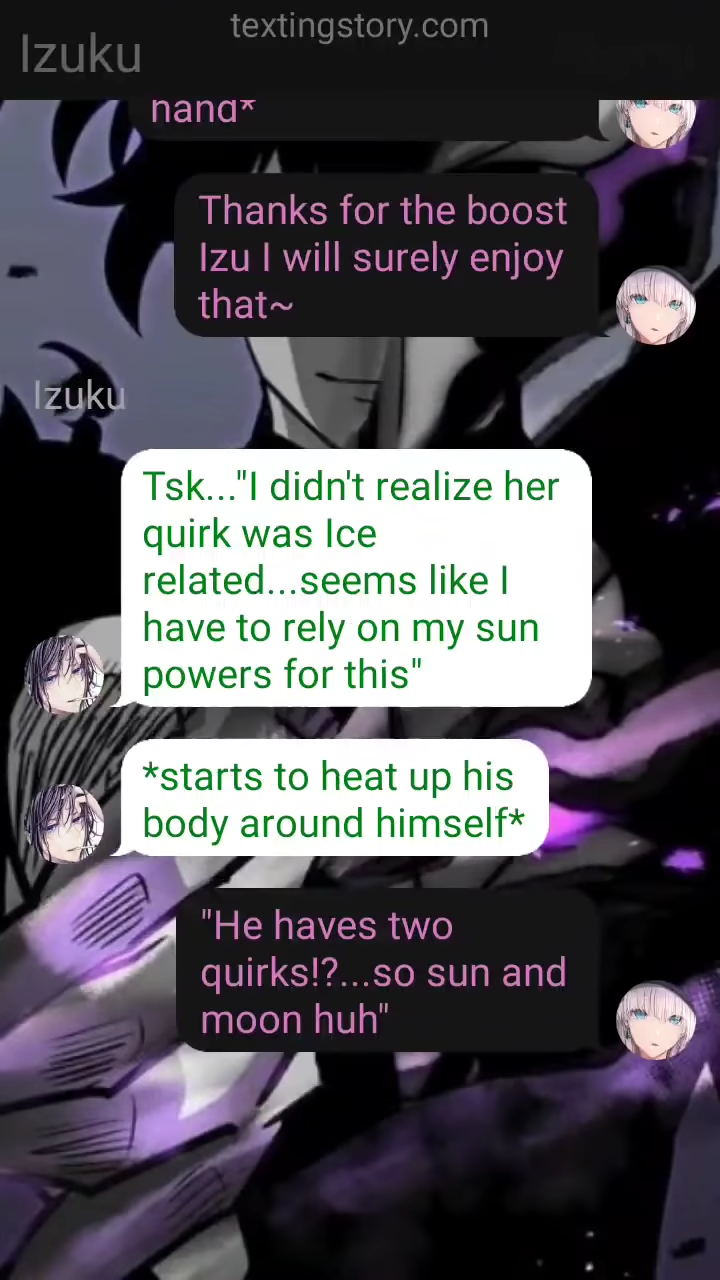 textingstory.com
Izuku
hand*
Thanks for the boost
Izu I will surely enjoy
that~
Izuku
Tsk..."I didn't realize her
quirk was Ice
related...seems like I
have to rely on my sun
powers for this"
*starts to heat up his
body around himself*
"He haves two
quirks!?...so sun and
moon huh"